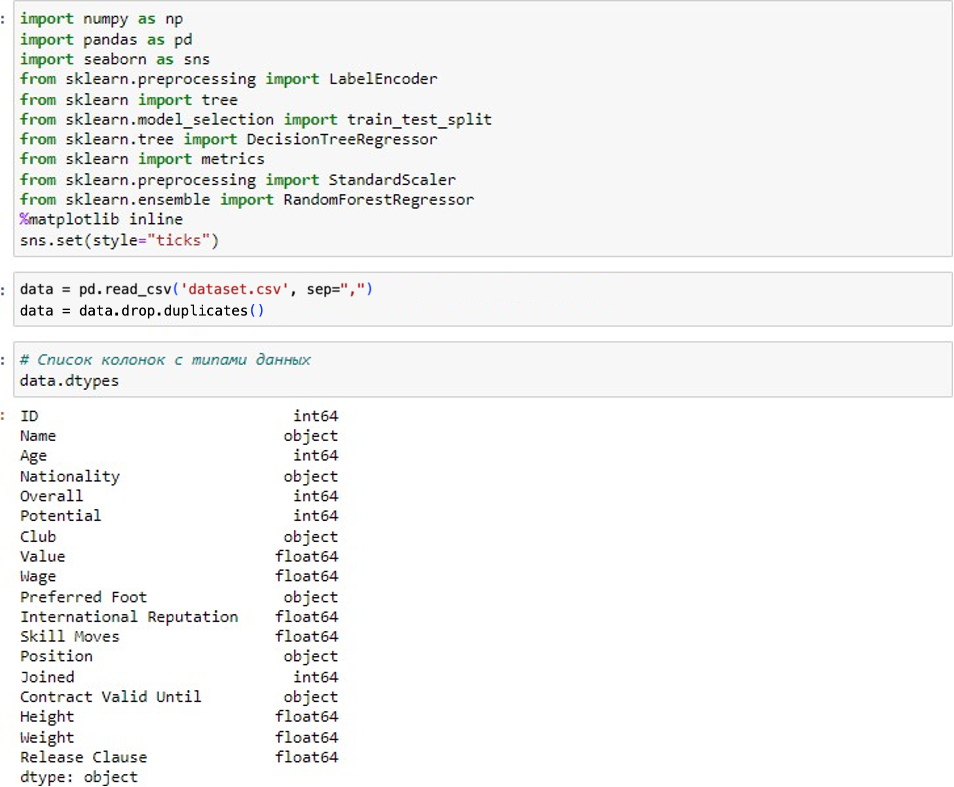 :
import numpy as np
import pandas as pd
import seaborn as sns
from sklearn.preprocessing import LabelEncoder
from sklearn import tree
from sklearn.model_selection import train_test_split
from sklearn.tree import DecisionTreeRegressor
from sklearn import metrics
from sklearn.preprocessing import StandardScaler
from sklearn.ensemble import RandomForestRegressor
%matplotlib inline
sns.set(style="ticks")
:
data = pd.read_csv('dataset.csv', sep=",")
data = data.drop.duplicates()
:
# Список колонок с типами данных
data.dtypes
:
ID int64
Name object
Age int64
Nationality object
Overall int64
Potential int64
Club object
Value float64
Wage float64
Preferred Foot object
International Reputation float64
Skill Moves float64
Position object
Joined int64
Contract Valid Until object
Height float64
Weight float64
Release Clause float64
dtype: object